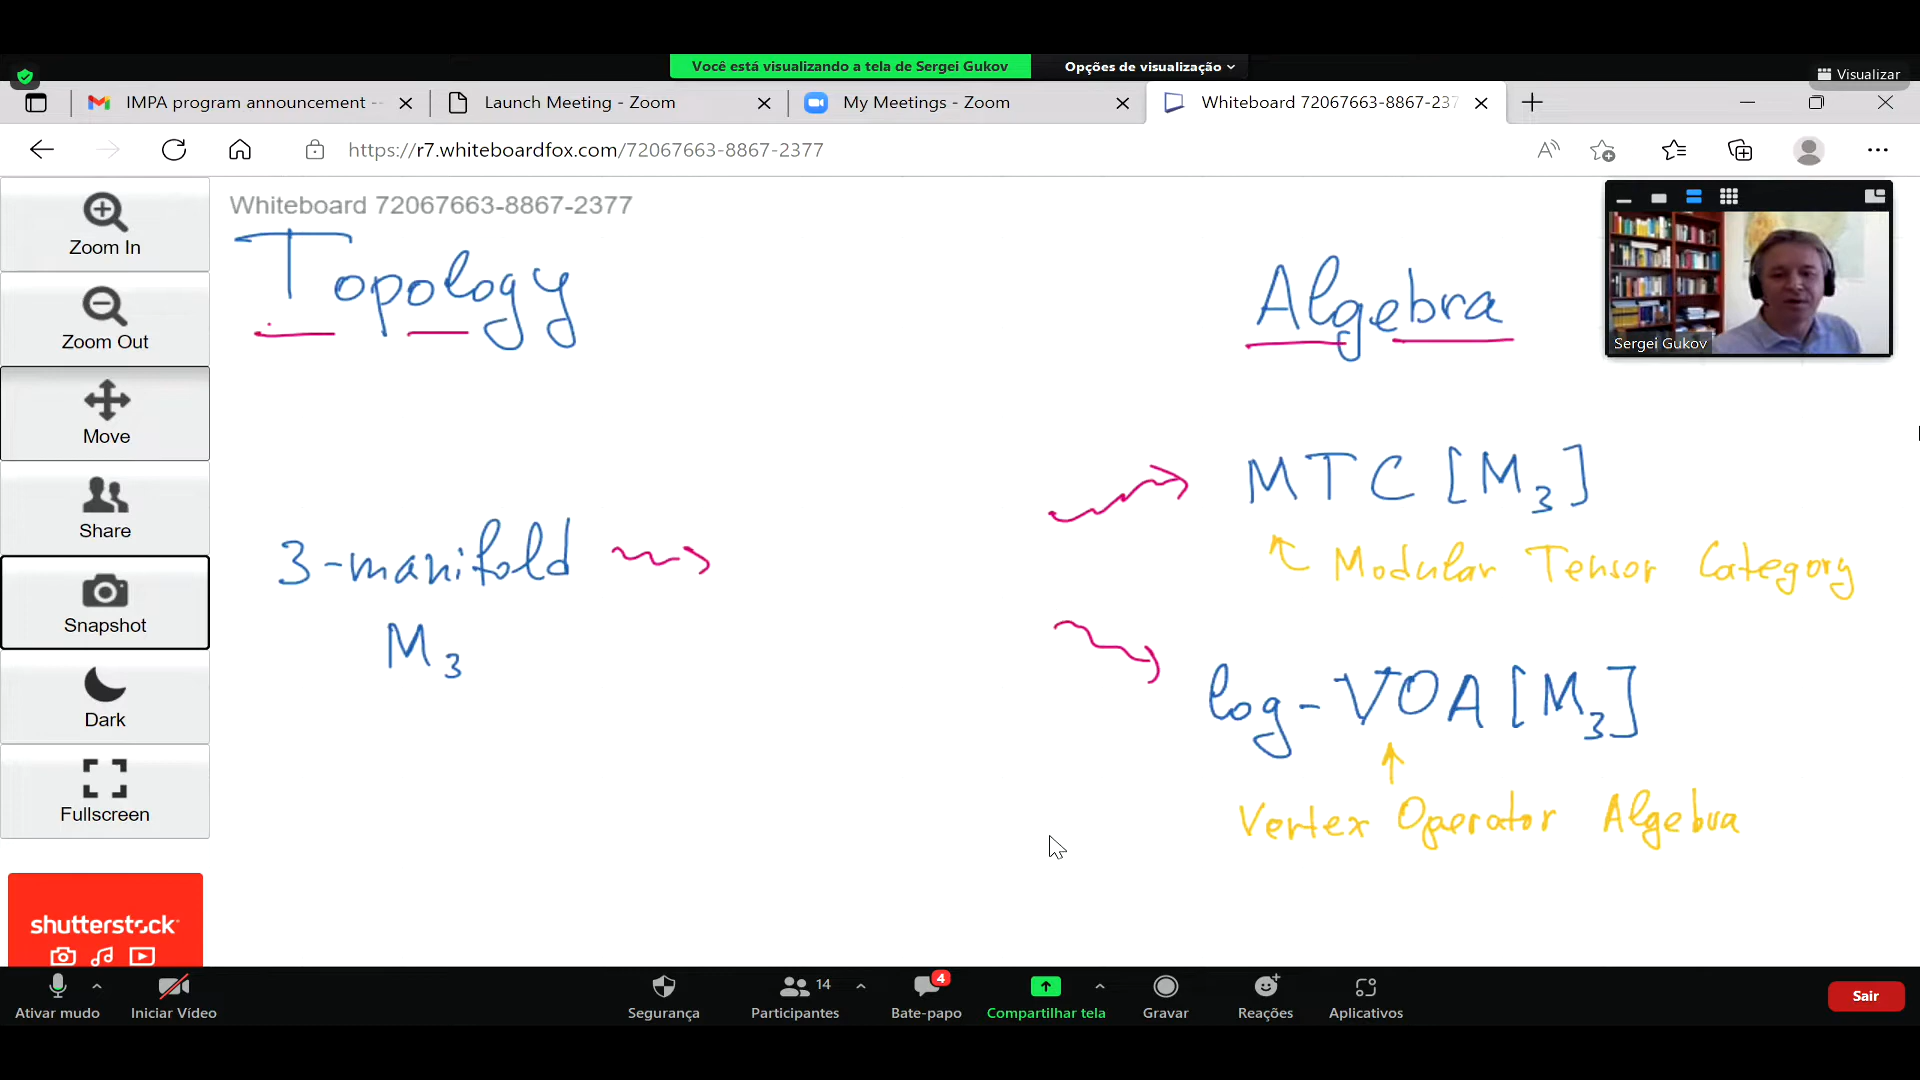 Você está visualizando a tela de Sergei Gukov
Opções de visualização
Visualizar
IMPA program announcement -
Launch Meeting - Zoom
My Meetings - Zoom
Whiteboard 72067663-8867-237
https://r7.whiteboardfox.com/72067663-8867-2377
Zoom In
Zoom Out
Move
Share
Snapshot
Dark
Fullscreen
shutterstock
Whiteboard 72067663-8867-2377
Topology
Algebra
Sergei Gukov
MTC [M3]
Modular Tensor Category
3-manifold
M3
log-VOA [M3]
Vertex Operator Algebra
Ativar mudo
Iniciar Vídeo
Segurança
14
Participantes
4
Bate-papo
Compartilhar tela
Gravar
Reações
Aplicativos
Sair